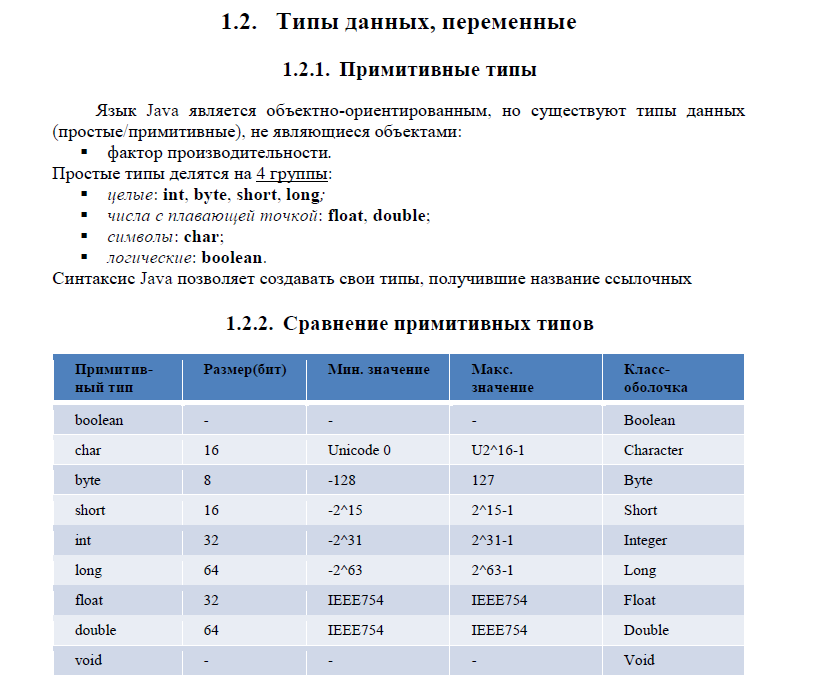 1.2. Типы данных, переменные
1.2.1. Примитивные типы
Язык Java является объектно-ориентированным, но существуют типы данных
(простые/примитивные), не являющиеся объектами:
▪ фактор производительности.
Простые типы делятся на 4 группы:
▪ целые: int, byte, short, long;
▪ числа с плавающей точкой: float, double;
▪ символы: char;
▪ логические: boolean.
Синтаксис Java позволяет создавать свои типы, получившие название ссылочных
1.2.2. Сравнение примитивных типов
Примитив-ный тип Размер(бит) Мин. значение Макс. значение Класс-оболочка
boolean - - - Boolean
char 16 Unicode 0 U2^16-1 Character
byte 8 -128 127 Byte
short 16 -2^15 2^15-1 Short
int 32 -2^31 2^31-1 Integer
long 64 -2^63 2^63-1 Long
float 32 IEEE754 IEEE754 Float
double 64 IEEE754 IEEE754 Double
void - - - Void